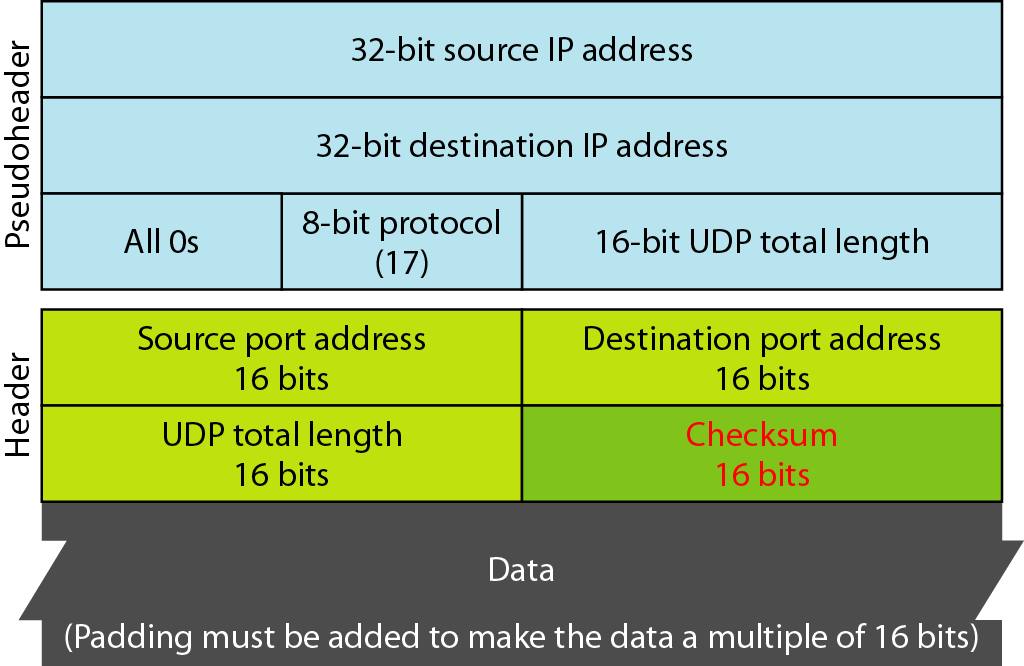 Pseudoheader
32-bit source IP address
32-bit destination IP address
All 0s
8-bit protocol
(17)
16-bit UDP total length
Header
Source port address
16 bits
Destination port address
16 bits
UDP total length
16 bits
Checksum
16 bits
Data
(Padding must be added to make the data a multiple of 16 bits)